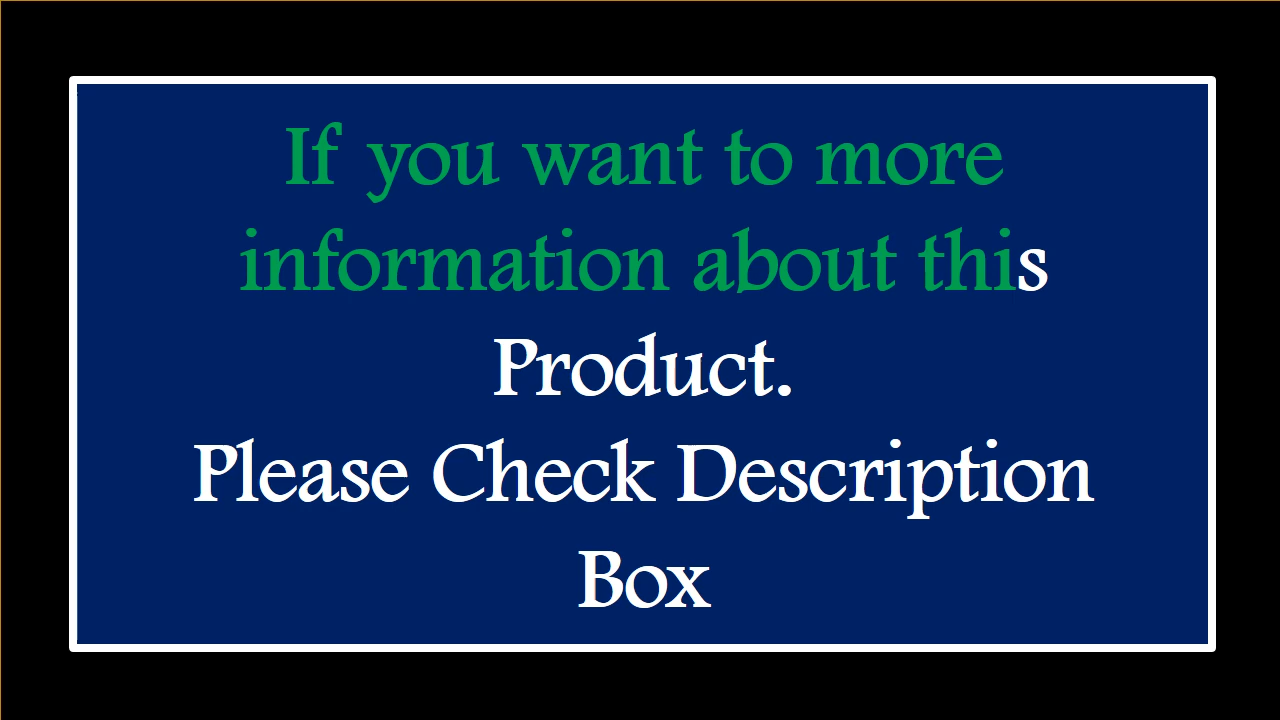 If you want to more
information about this
Product.
Please Check Description
Box